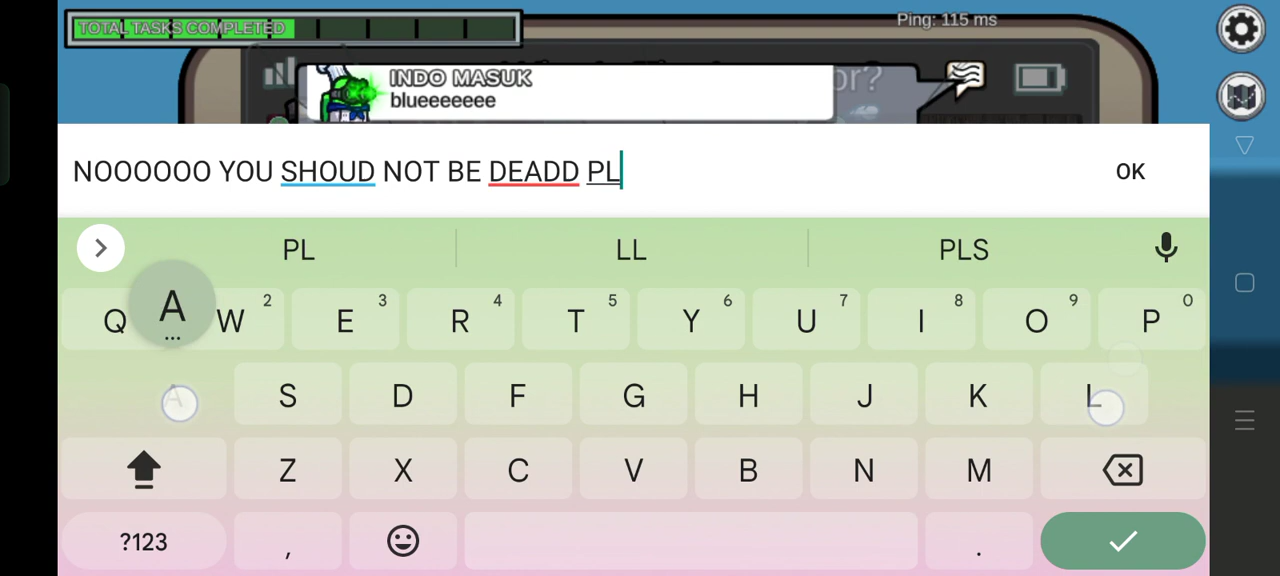 TOTAL TASKS COMPLETED
Ping: 115 ms
INDO MASUK
or?
blueeeeeee
NOOOOOO YOU SHOUD NOT BE DEADD PL
OK
PL LL PLS
A
Q W 2 E 3 R 4 T 5 Y 6 U 7 I 8 O 9 P 0
A S D F G H J K L
Z X C V B N M
?123 , .